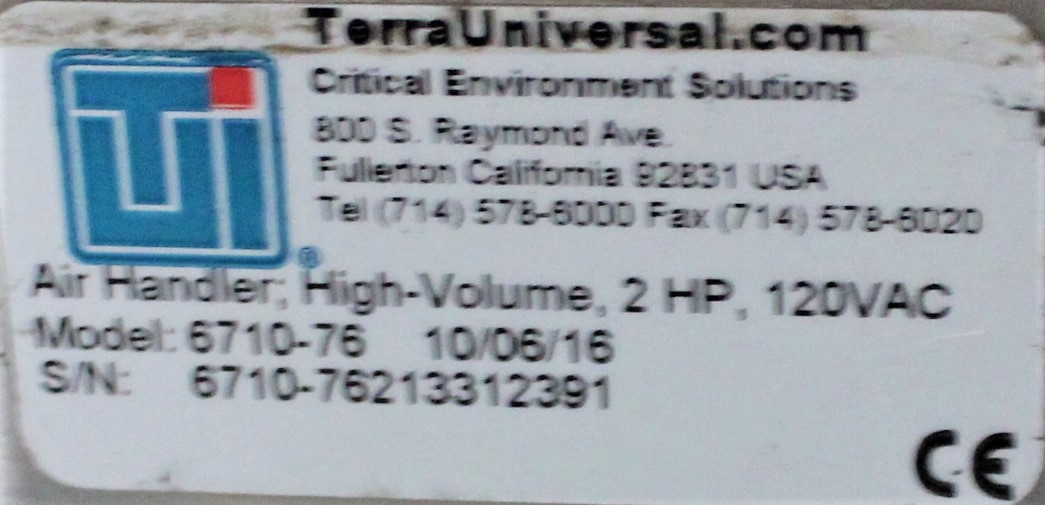 TerraUniversal.com
Critical Environment Solutions
800 S. Raymond Ave.
Fullerton California 92831 USA
Tel (714) 578-6000 Fax (714) 578-6020
TUi
®
Air Handler; High-Volume, 2 HP, 120VAC
Model: 6710-76 10/06/16
S/N: 6710-76213312391
CE